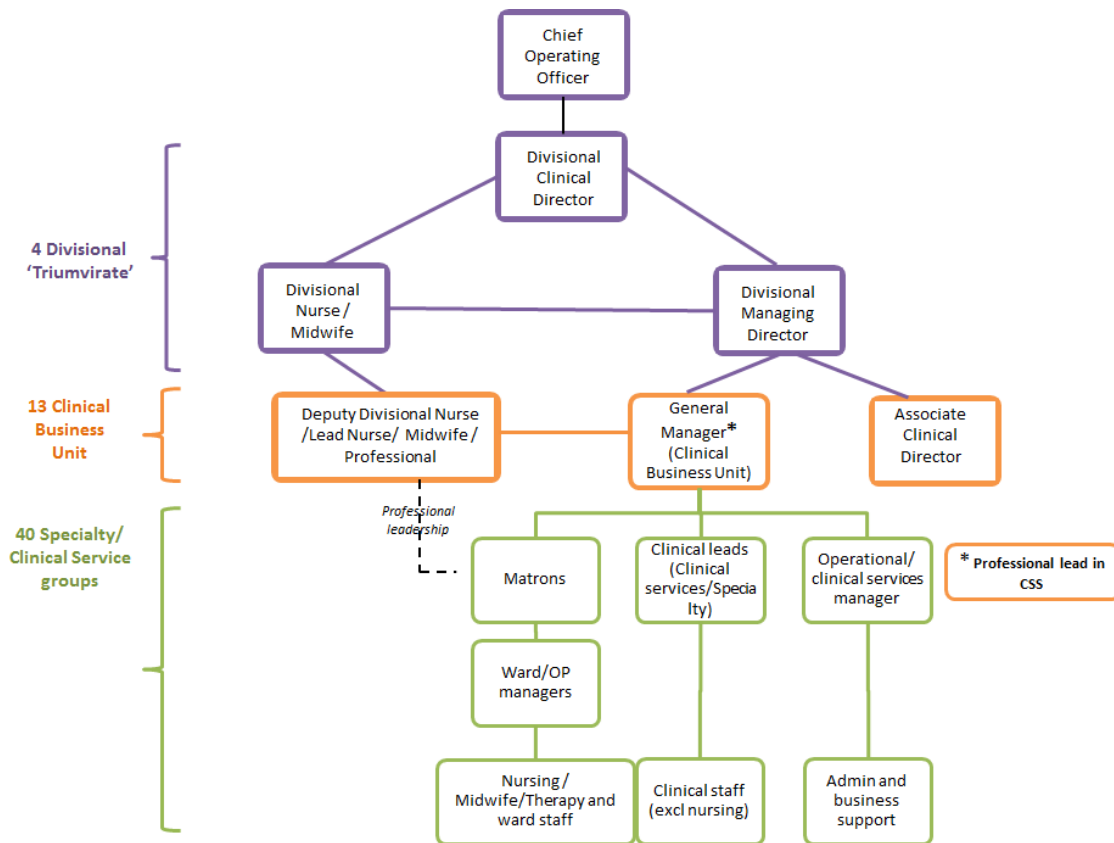 Chief
Operating
Officer
Divisional
Clinical
Director
4 Divisional
‘Triumvirate’
Divisional
Nurse /
Midwife
Divisional
Managing
Director
13 Clinical
Business
Unit
Deputy Divisional Nurse
/Lead Nurse/ Midwife /
Professional
General
Manager*
(Clinical
Business Unit)
Associate
Clinical
Director
Professional
leadership
40 Specialty/
Clinical Service
groups
Matrons
Clinical leads
(Clinical
services/Specia
lty)
Operational/
clinical services
manager
* Professional lead in
CSS
Ward/OP
managers
Nursing /
Midwife/Therapy and
ward staff
Clinical staff
(excl nursing)
Admin and
business
support